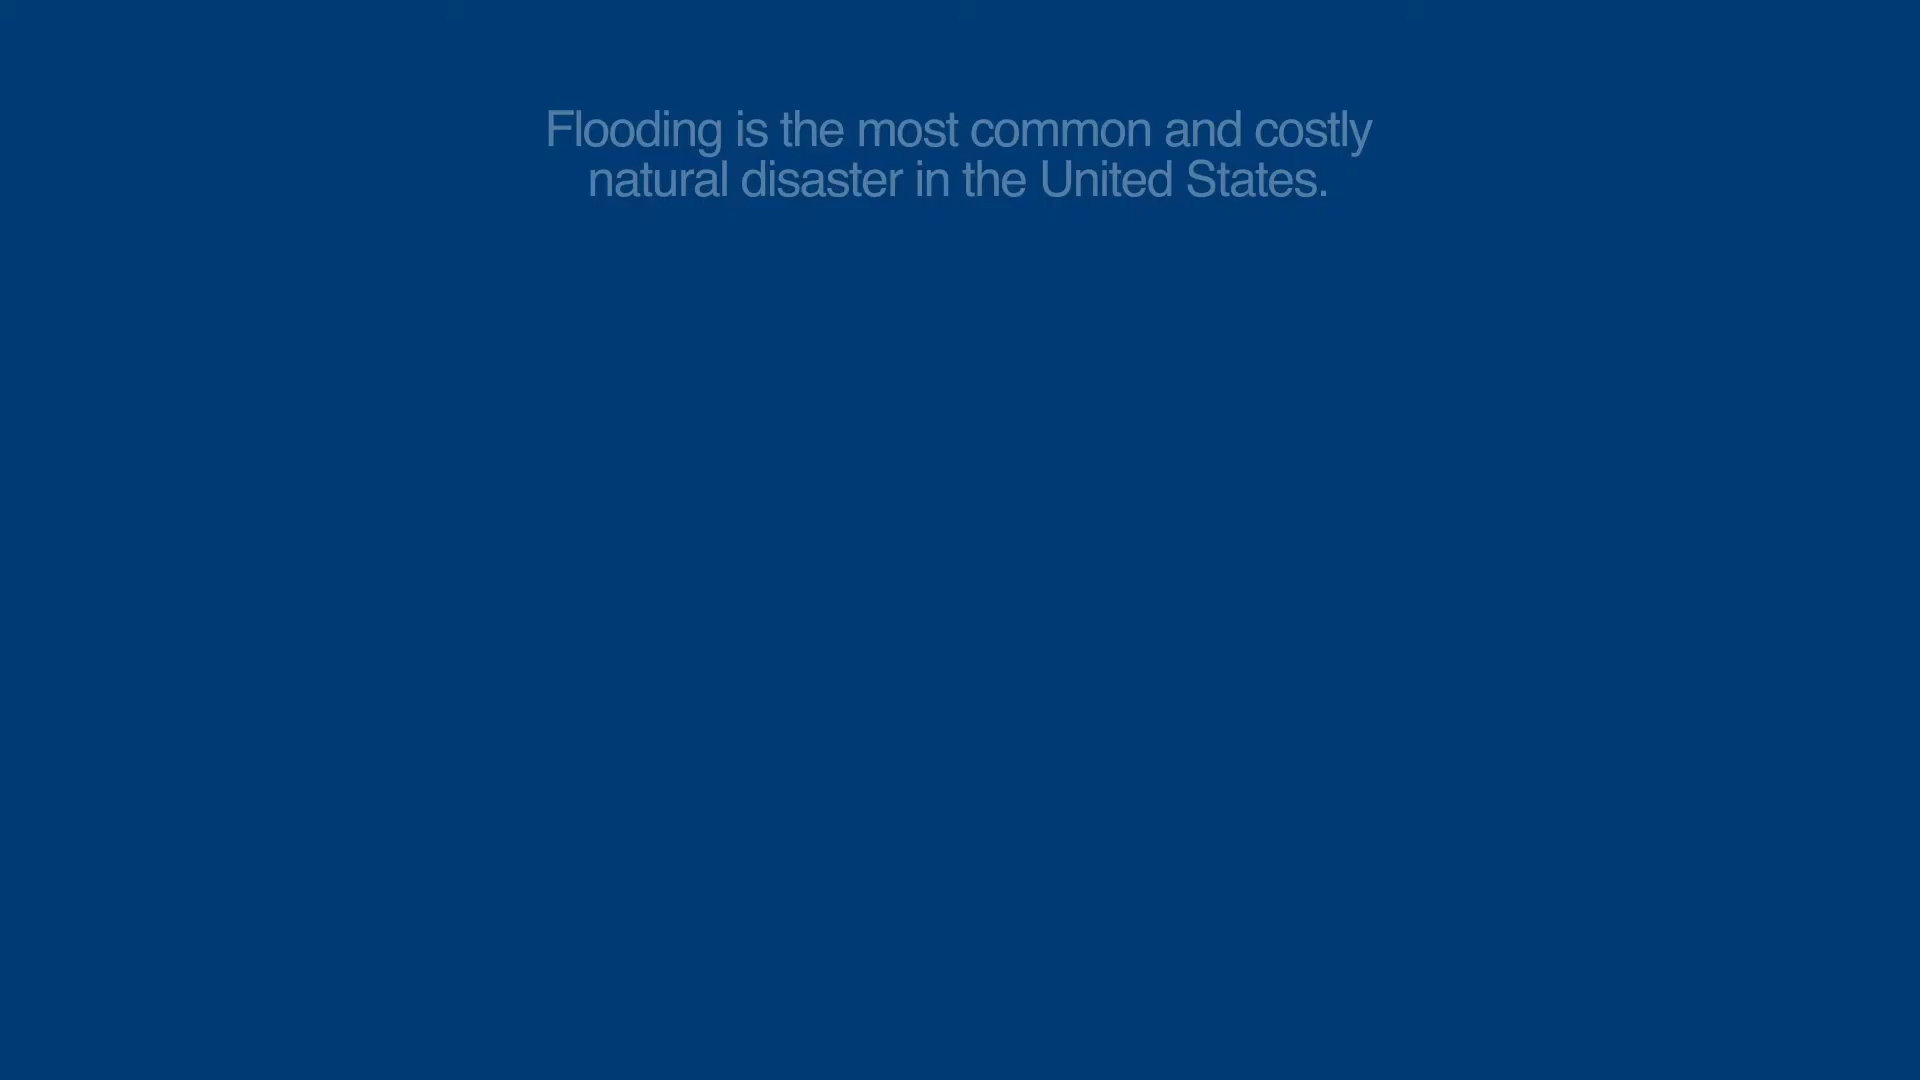 Flooding is the most common and costly
natural disaster in the United States.